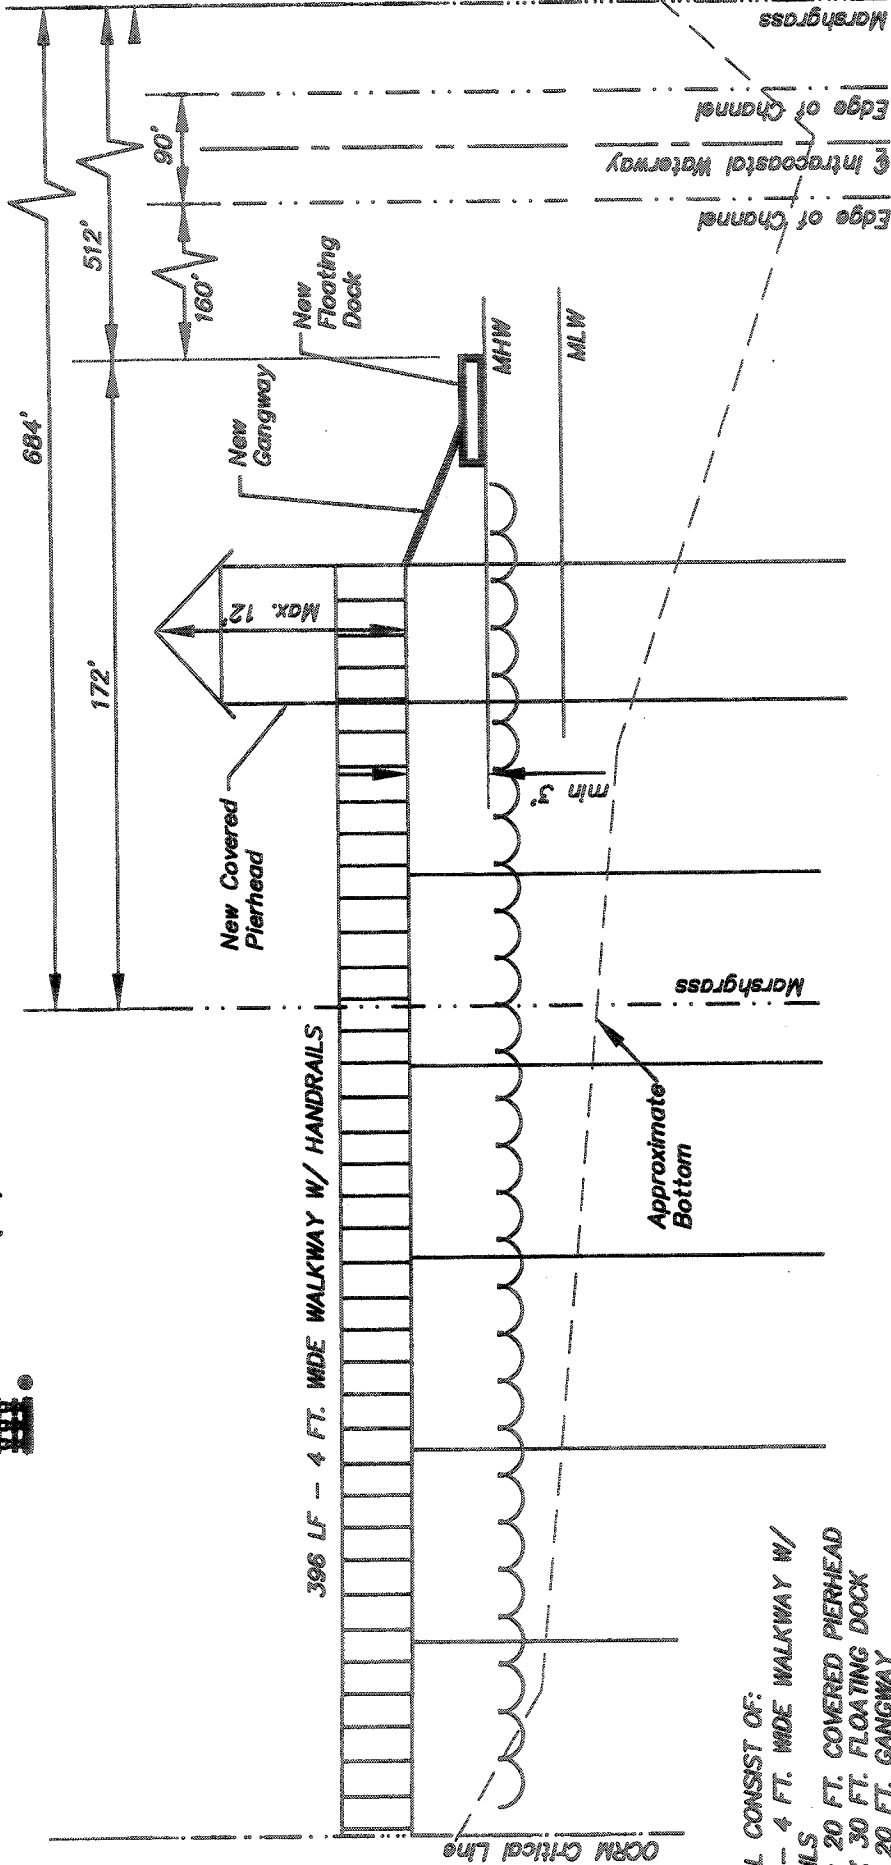 684'
172'
512'
160'
90'
New Covered
Pierhead
Max. 12'
New
Gangway
New
Floating
Dock
MHW
MLW
min 3'
396 LF - 4 FT. WIDE WALKWAY W/ HANDRAILS
Approximate
Bottom
OCRM Critical Line
Marshgrass
Edge of Channel
℄ Intracoastal Waterway
Edge of Channel
Marshgrass
CONSIST OF:
- 4 FT. WIDE WALKWAY W/
20 FT. COVERED PIERHEAD
30 FT. FLOATING DOCK
20 FT. GANGWAY